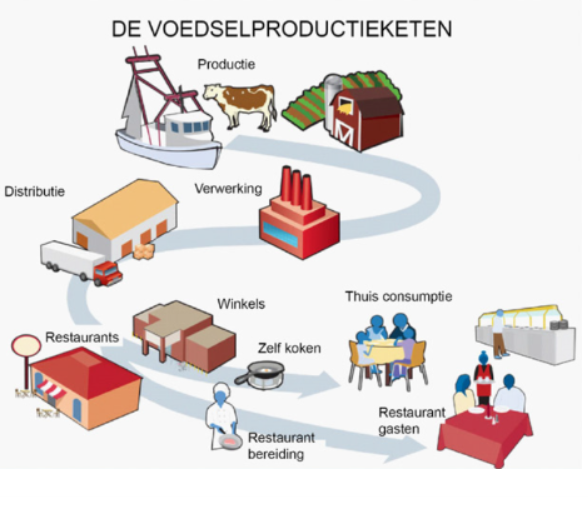 DE VOEDSELPRODUCTIEKETEN
Productie
Distributie
Verwerking
Winkels
Thuis consumptie
Restaurants
Zelf koken
Restaurant
gasten
Restaurant
bereiding